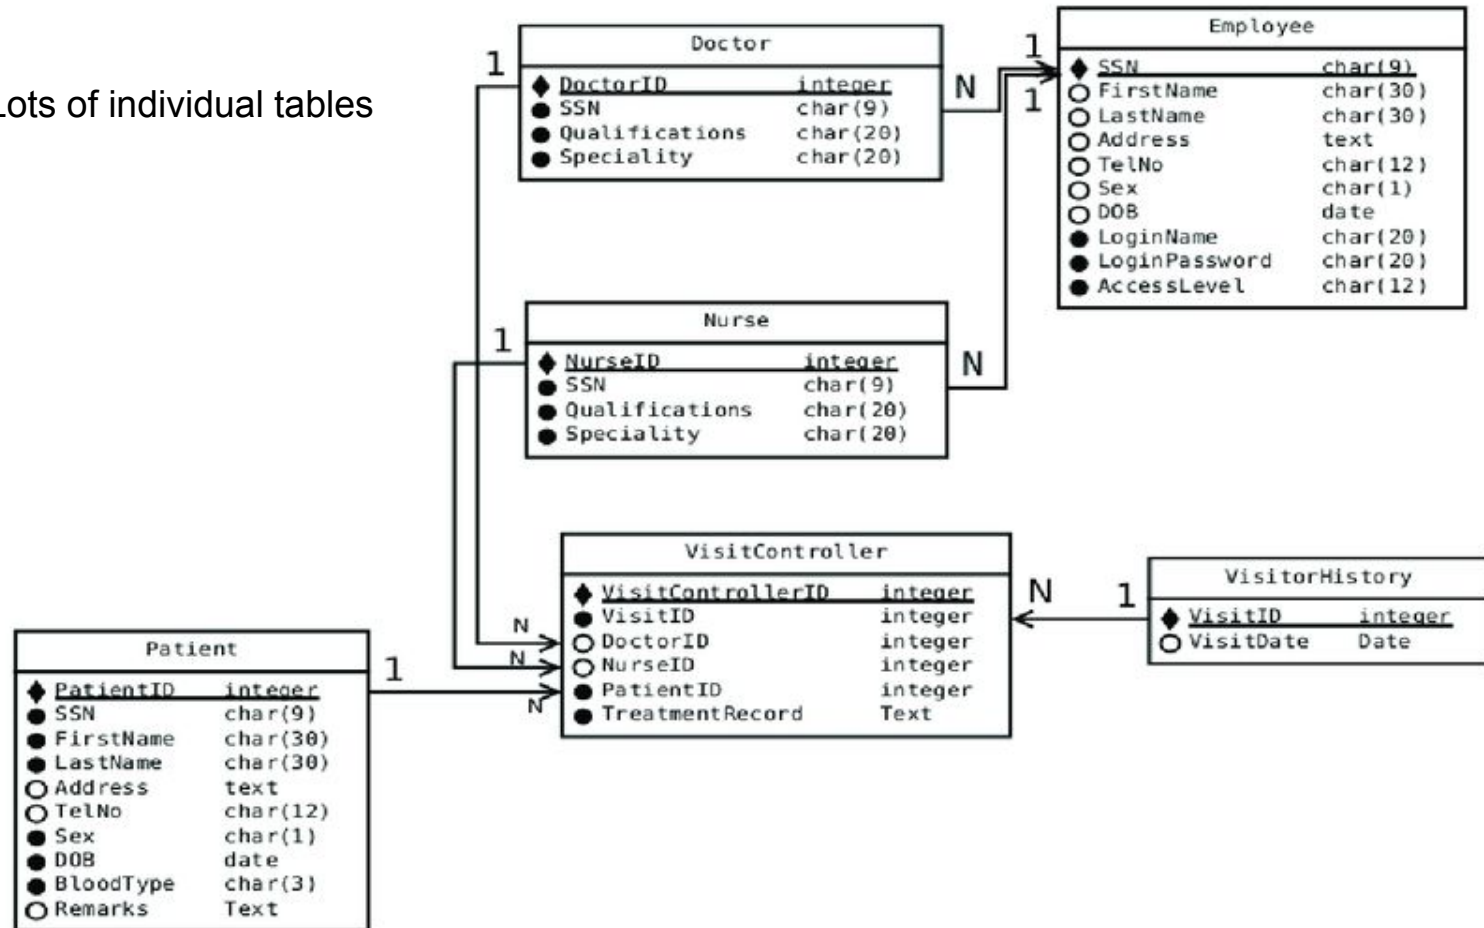 Lots of individual tables
Doctor
DoctorID integer
SSN char(9)
Qualifications char(20)
Speciality char(20)
1
N
Employee
SSN char(9)
FirstName char(30)
LastName char(30)
Address text
TelNo char(12)
Sex char(1)
DOB date
LoginName char(20)
LoginPassword char(20)
AccessLevel char(12)
1
1
Nurse
NurseID integer
SSN char(9)
Qualifications char(20)
Speciality char(20)
1
N
VisitController
VisitControllerID integer
VisitID integer
DoctorID integer
NurseID integer
PatientID integer
TreatmentRecord Text
N
N
N
N
1
VisitorHistory
VisitID integer
VisitDate Date
Patient
PatientID integer
SSN char(9)
FirstName char(30)
LastName char(30)
Address text
TelNo char(12)
Sex char(1)
DOB date
BloodType char(3)
Remarks Text
1